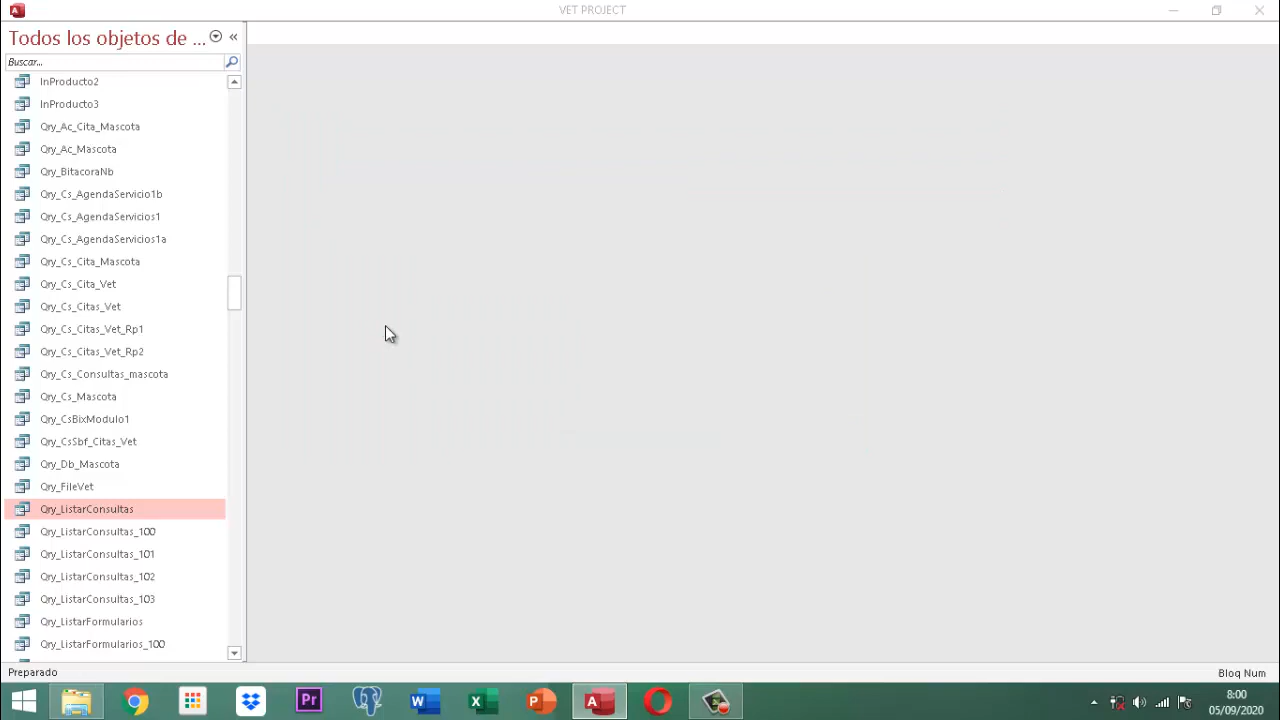 VET PROJECT
Todos los objetos de ...
Buscar...
InProducto2
InProducto3
Qry_Ac_Cita_Mascota
Qry_Ac_Mascota
Qry_BitacoraNb
Qry_Cs_AgendaServicio1b
Qry_Cs_AgendaServicios1
Qry_Cs_AgendaServicios1a
Qry_Cs_Cita_Mascota
Qry_Cs_Cita_Vet
Qry_Cs_Citas_Vet
Qry_Cs_Citas_Vet_Rp1
Qry_Cs_Citas_Vet_Rp2
Qry_Cs_Consultas_mascota
Qry_Cs_Mascota
Qry_CsBixModulo1
Qry_CsSbf_Citas_Vet
Qry_Db_Mascota
Qry_FileVet
Qry_ListarConsultas
Qry_ListarConsultas_100
Qry_ListarConsultas_101
Qry_ListarConsultas_102
Qry_ListarConsultas_103
Qry_ListarFormularios
Qry_ListarFormularios_100
Preparado
Bloq Num
8:00
05/09/2020